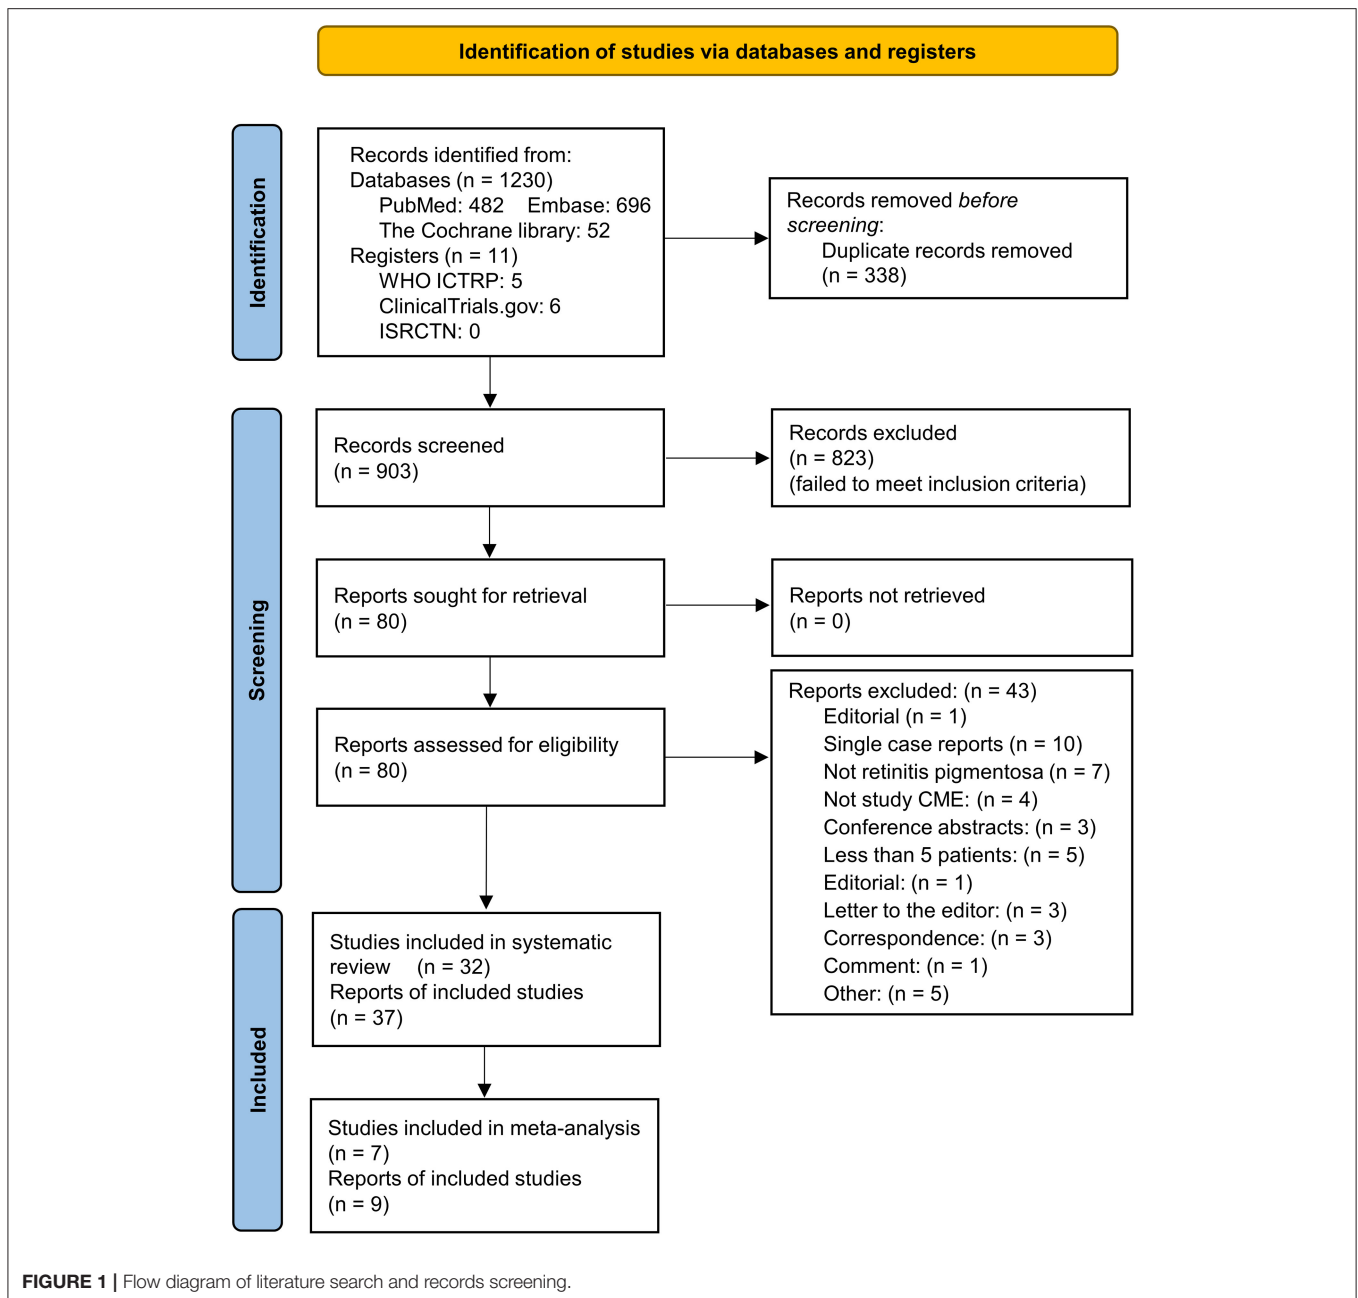 Identification of studies via databases and registers
Identification
Records identified from:
Databases (n = 1230)
PubMed: 482 Embase: 696
The Cochrane library: 52
Registers (n = 11)
WHO ICTRP: 5
ClinicalTrials.gov: 6
ISRCTN: 0
Records removed before
screening:
Duplicate records removed
(n = 338)
Screening
Records screened
(n = 903)
Records excluded
(n = 823)
(failed to meet inclusion criteria)
Reports sought for retrieval
(n = 80)
Reports not retrieved
(n = 0)
Reports assessed for eligibility
(n = 80)
Reports excluded: (n = 43)
Editorial (n = 1)
Single case reports (n = 10)
Not retinitis pigmentosa (n = 7)
Not study CME: (n = 4)
Conference abstracts: (n = 3)
Less than 5 patients: (n = 5)
Editorial: (n = 1)
Letter to the editor: (n = 3)
Correspondence: (n = 3)
Comment: (n = 1)
Other: (n = 5)
Included
Studies included in systematic
review (n = 32)
Reports of included studies
(n = 37)
Studies included in meta-analysis
(n = 7)
Reports of included studies
(n = 9)
FIGURE 1 | Flow diagram of literature search and records screening.